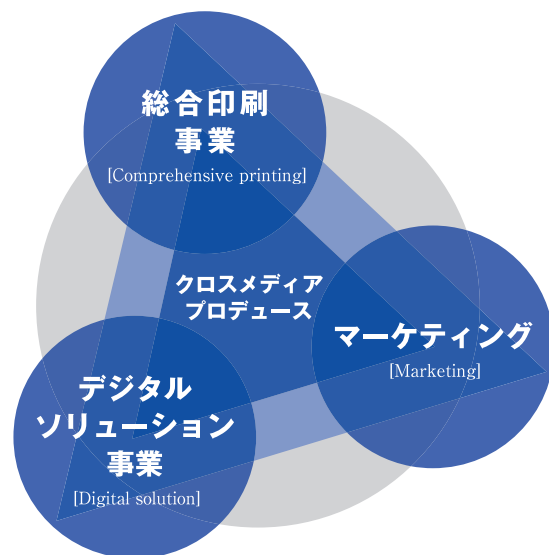 総合印刷
事業
[Comprehensive printing]
クロスメディア
プロデュース
マーケティング
[Marketing]
デジタル
ソリューション
事業
[Digital solution]